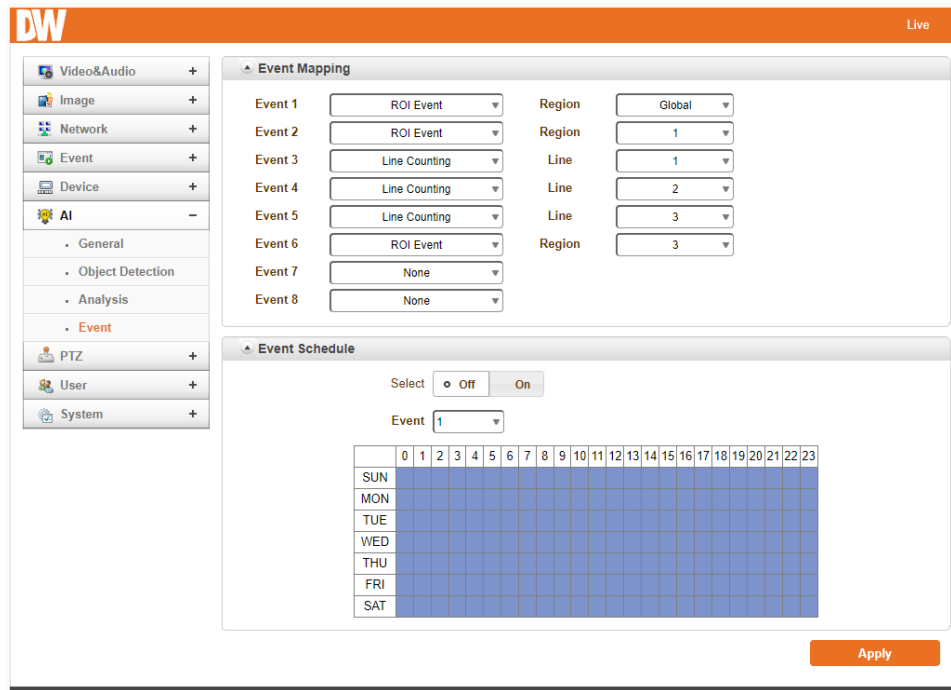 DW
Live
Video&Audio +
Image +
Network +
Event +
Device +
AI −
General
Object Detection
Analysis
Event
PTZ +
User +
System +
Event Mapping
Event 1 ROI Event Region Global
Event 2 ROI Event Region 1
Event 3 Line Counting Line 1
Event 4 Line Counting Line 2
Event 5 Line Counting Line 3
Event 6 ROI Event Region 3
Event 7 None
Event 8 None
Event Schedule
Select Off On
Event 1
0 1 2 3 4 5 6 7 8 9 10 11 12 13 14 15 16 17 18 19 20 21 22 23
SUN
MON
TUE
WED
THU
FRI
SAT
Apply